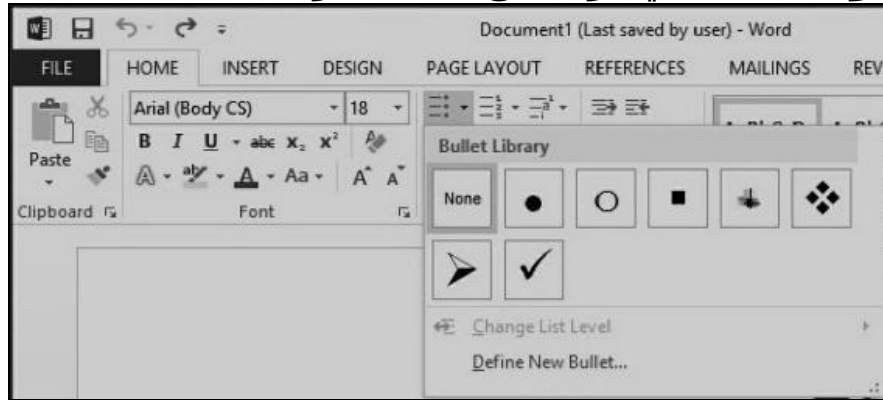 Document1 (Last saved by user) - Word
FILE HOME INSERT DESIGN PAGE LAYOUT REFERENCES MAILINGS REV
Arial (Body CS) 18
B I U abc X₂ X²
Paste
A aby A Aa A A
Clipboard Font
Bullet Library
None
Change List Level
Define New Bullet...